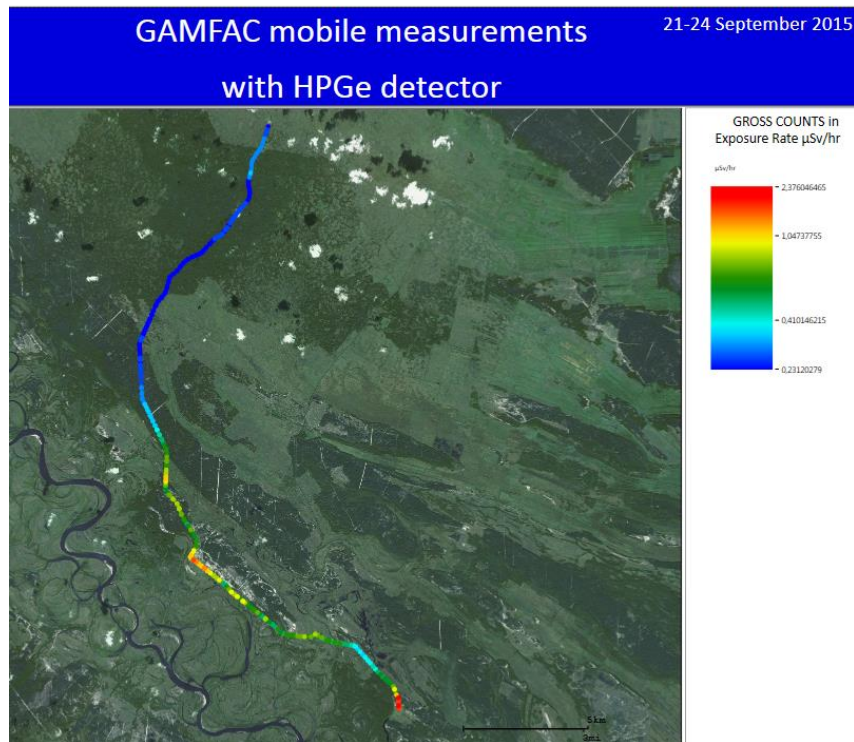 GAMFAC mobile measurements
with HPGe detector
21-24 September 2015
GROSS COUNTS in
Exposure Rate µSv/hr
µSv/hr
2,376046465
1,04737755
0,410146215
0,23120279
5 km
2mi